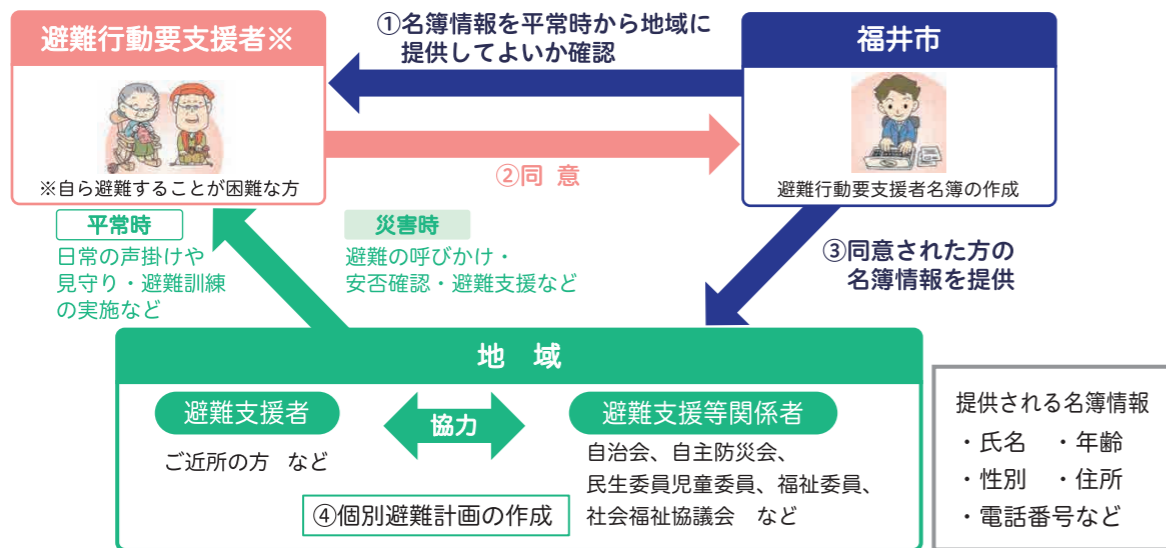 避難行動要支援者※
※自ら避難することが困難な方
①名簿情報を平常時から地域に
提供してよいか確認
②同 意
福井市
避難行動要支援者名簿の作成
③同意された方の
名簿情報を提供
平常時
日常の声掛けや
見守り・避難訓練
の実施など
災害時
避難の呼びかけ・
安否確認・避難支援など
地 域
避難支援者
ご近所の方 など
協力
避難支援等関係者
自治会、自主防災会、
民生委員児童委員、福祉委員、
社会福祉協議会 など
④個別避難計画の作成
提供される名簿情報
・氏名 ・年齢
・性別 ・住所
・電話番号など